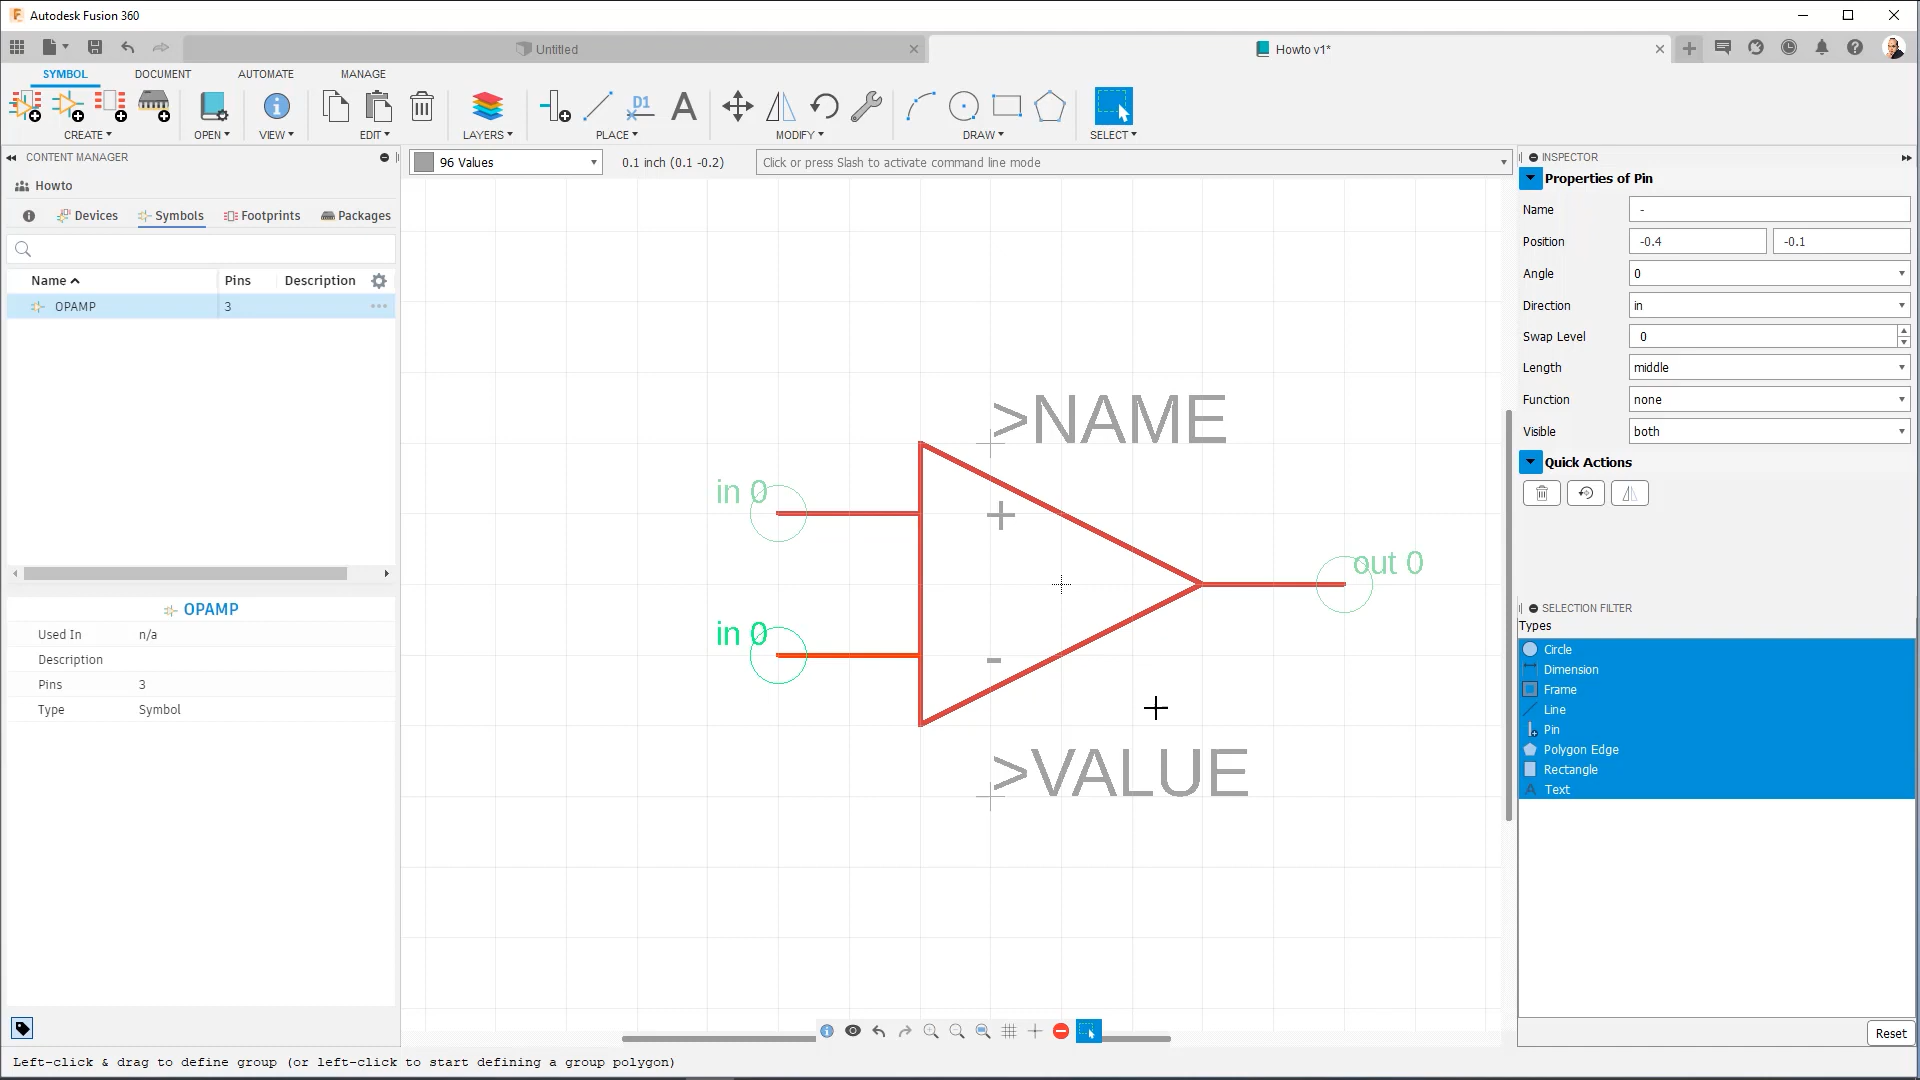 Autodesk Fusion 360
Untitled
Howto v1*
SYMBOL DOCUMENT AUTOMATE MANAGE
D1
CREATE OPEN VIEW EDIT LAYERS PLACE MODIFY DRAW SELECT
CONTENT MANAGER
Howto
Devices Symbols Footprints Packages
Name Pins Description
OPAMP 3
OPAMP
Used In n/a
Description
Pins 3
Type Symbol
96 Values
0.1 inch (0.1 -0.2)
Click or press Slash to activate command line mode
>NAME
in 0
+
out 0
in 0
-
>VALUE
INSPECTOR
Properties of Pin
Name -
Position -0.4 -0.1
Angle 0
Direction in
Swap Level 0
Length middle
Function none
Visible both
Quick Actions
SELECTION FILTER
Types
Circle
Dimension
Frame
Line
Pin
Polygon Edge
Rectangle
Text
Reset
Left-click & drag to define group (or left-click to start defining a group polygon)